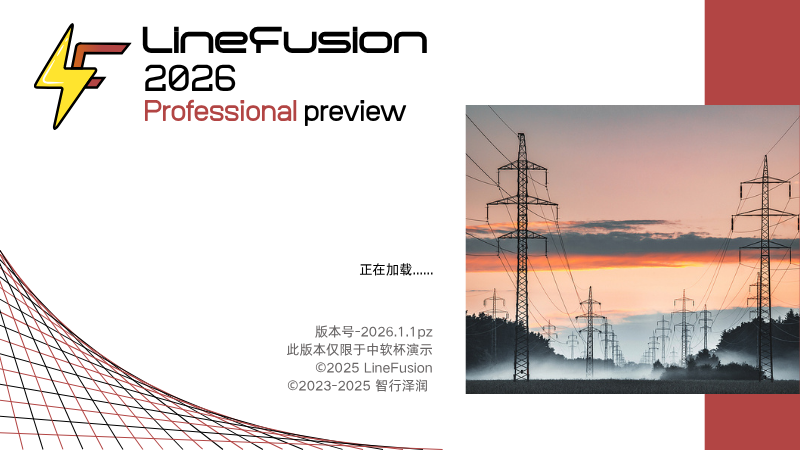 LineFusion
2026
Professional preview
正在加载......
版本号-2026.1.1pz
此版本仅限于中软杯演示
©2025 LineFusion
©2023-2025 智行泽润